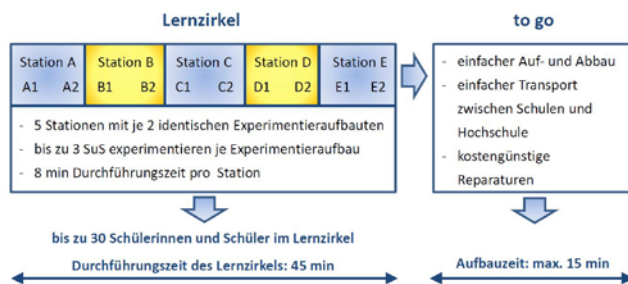 Lernzirkel
Station A Station B Station C Station D Station E
A1 A2 B1 B2 C1 C2 D1 D2 E1 E2
- 5 Stationen mit je 2 identischen Experimentieraufbauten
- bis zu 3 SuS experimentieren je Experimentieraufbau
- 8 min Durchführungszeit pro Station
bis zu 30 Schülerinnen und Schüler im Lernzirkel
Durchführungszeit des Lernzirkels: 45 min
to go
- einfacher Auf- und Abbau
- einfacher Transport
zwischen Schulen und
Hochschule
- kostengünstige
Reparaturen
Aufbauzeit: max. 15 min